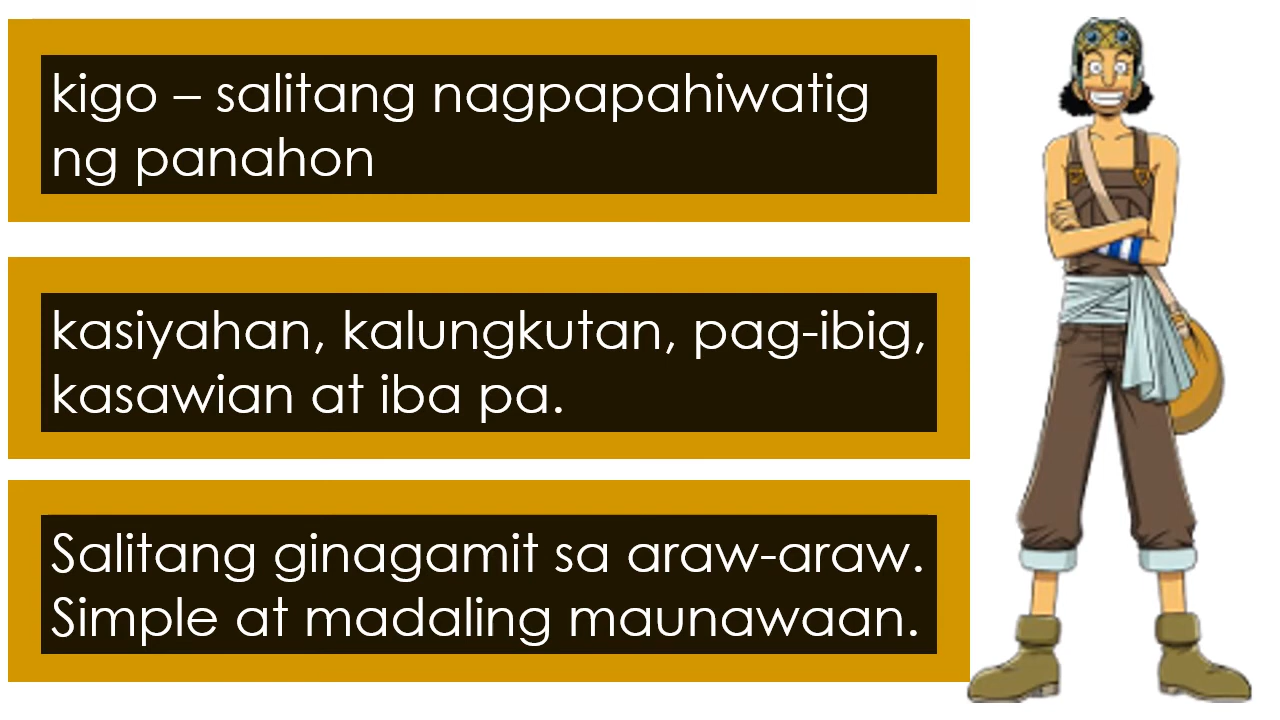 kigo – salitang nagpapahiwatig
ng panahon
kasiyahan, kalungkutan, pag-ibig,
kasawian at iba pa.
Salitang ginagamit sa araw-araw.
Simple at madaling maunawaan.